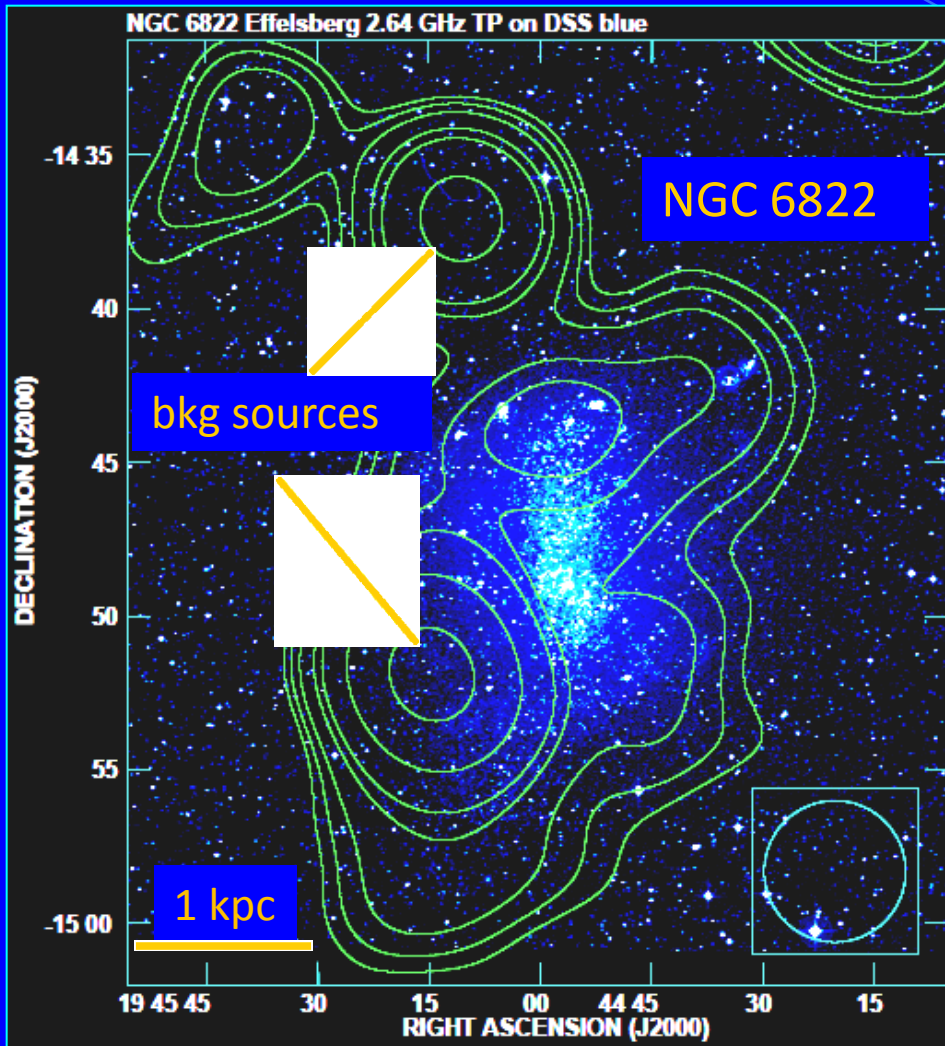 NGC 6822 Effelsberg 2.64 GHz TP on DSS blue
-14 35
NGC 6822
40
bkg sources
45
DECLINATION (J2000)
50
55
1 kpc
-15 00
19 45 45 30 15 00 44 45 30 15
RIGHT ASCENSION (J2000)